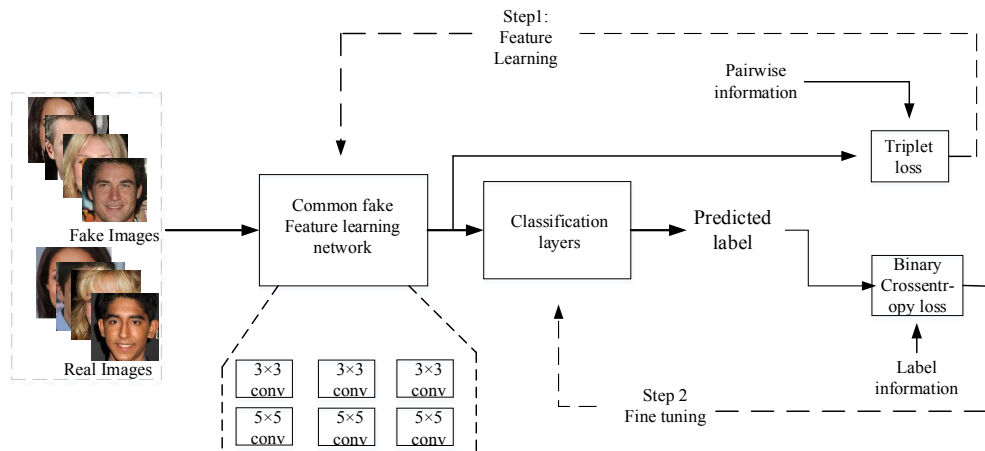 Step1:
Feature
Learning
Pairwise
information
Triplet
loss
Fake Images
Common fake
Feature learning
network
Classification
layers
Predicted
label
Binary
Crossentr-
opy loss
Real Images
Label
information
3×3
conv
3×3
conv
3×3
conv
5×5
conv
5×5
conv
5×5
conv
Step 2
Fine tuning